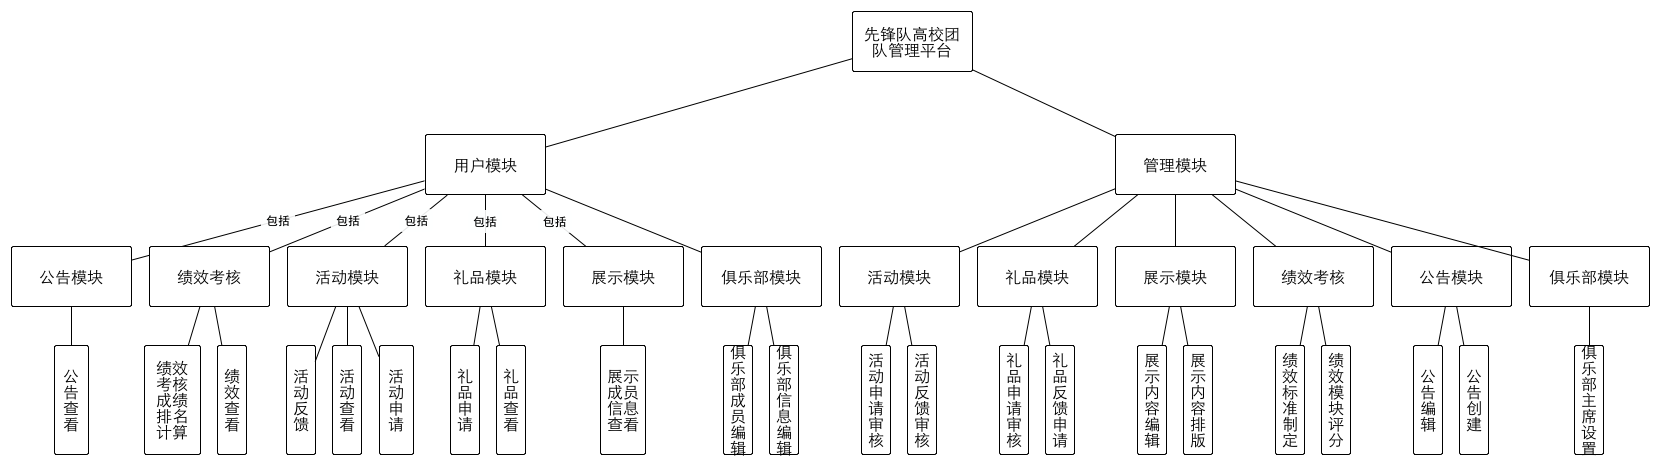 先锋队高校团
队管理平台
用户模块
管理模块
包括
包括
包括
包括
包括
公告模块
绩效考核
活动模块
礼品模块
展示模块
俱乐部模块
活动模块
礼品模块
展示模块
绩效考核
公告模块
俱乐部模块
公告查看
绩效
考核
成绩
排名
计算
绩效查看
活动反馈
活动查看
活动申请
礼品申请
礼品查看
展示
成员
信息
查看
俱乐部成员编辑
俱乐部信息编辑
活动申请审核
活动反馈审核
礼品申请审核
礼品反馈申请
展示内容编辑
展示内容排版
绩效标准制定
绩效模块评分
公告编辑
公告创建
俱乐部主席设置